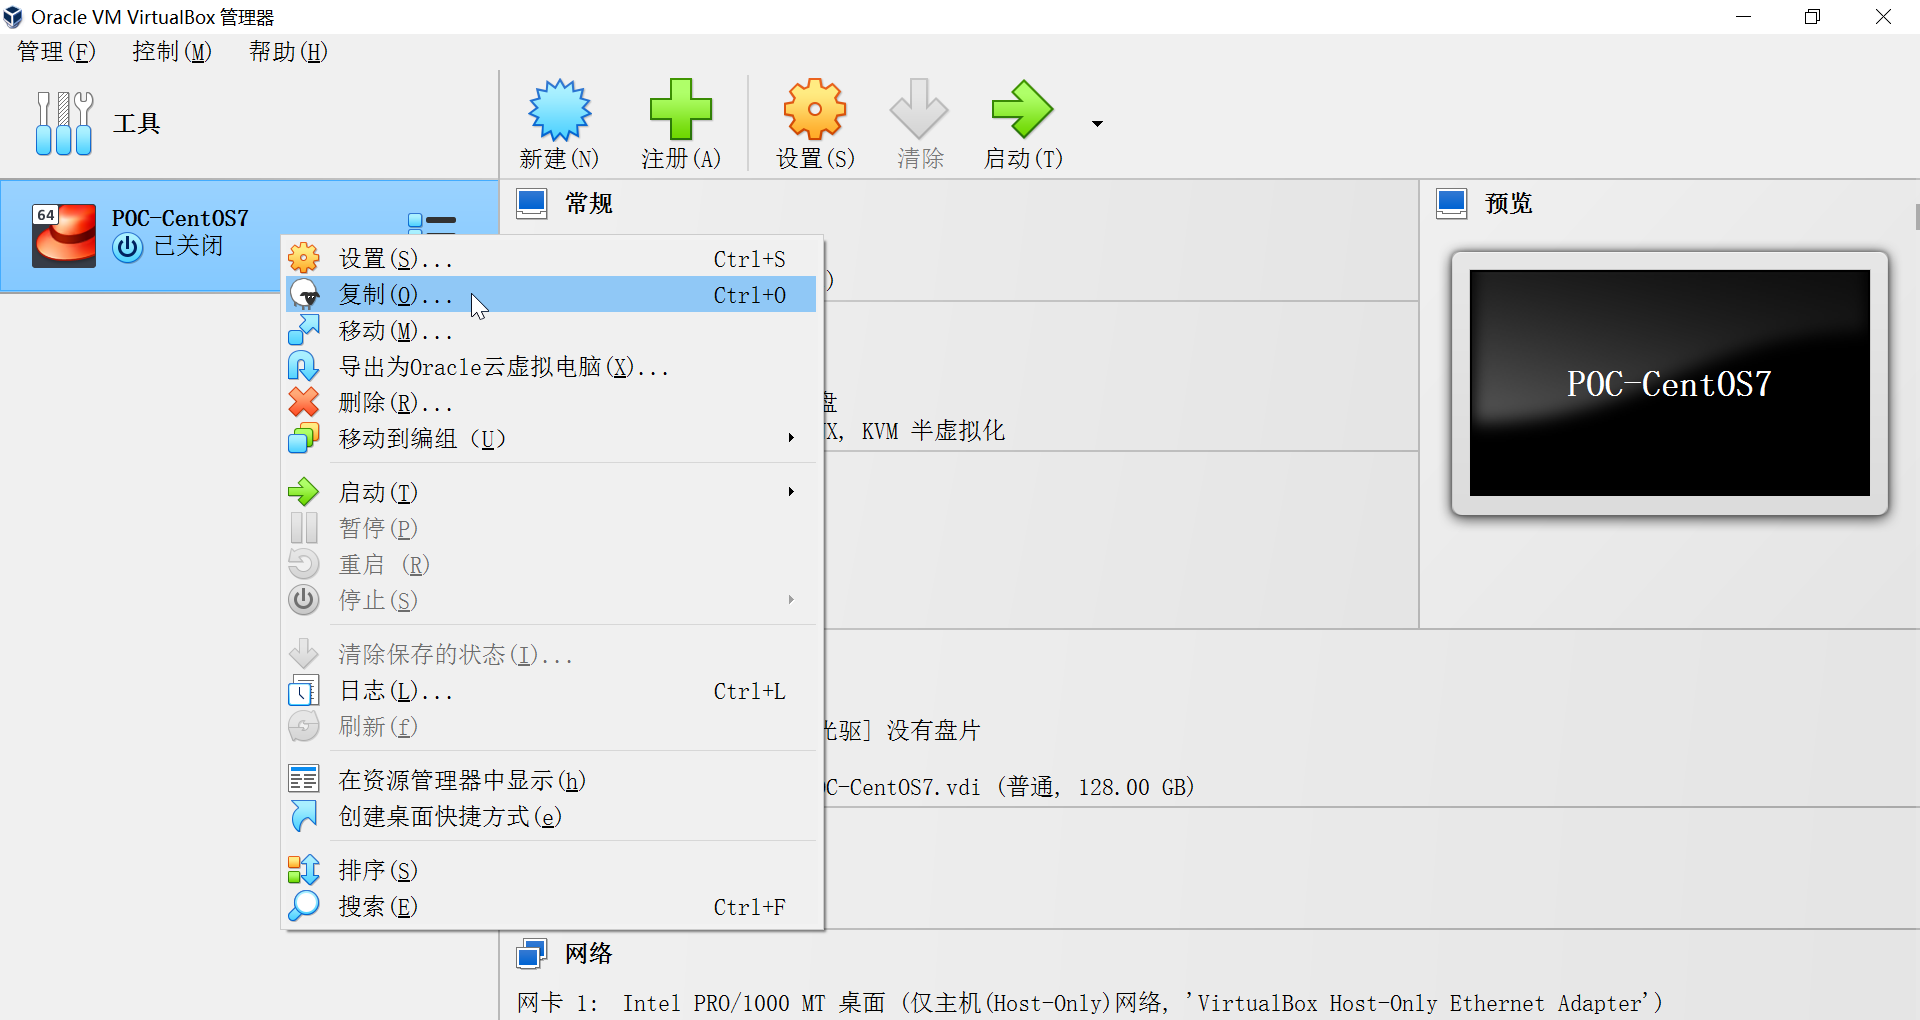 Oracle VM VirtualBox 管理器
管理(F) 控制(M) 帮助(H)
工具
新建(N) 注册(A) 设置(S) 清除 启动(T)
64
POC-CentOS7
已关闭
常规
预览
)
POC-CentOS7
盘
X, KVM 半虚拟化
光驱] 没有盘片
C-CentOS7.vdi (普通, 128.00 GB)
设置(S)... Ctrl+S
复制(O)... Ctrl+O
移动(M)...
导出为Oracle云虚拟电脑(X)...
删除(R)...
移动到编组 (U)
启动(T)
暂停(P)
重启 (R)
停止(S)
清除保存的状态(I)...
日志(L)... Ctrl+L
刷新(f)
在资源管理器中显示(h)
创建桌面快捷方式(e)
排序(S)
搜索(E) Ctrl+F
网络
网卡 1: Intel PRO/1000 MT 桌面 (仅主机(Host-Only)网络, 'VirtualBox Host-Only Ethernet Adapter')